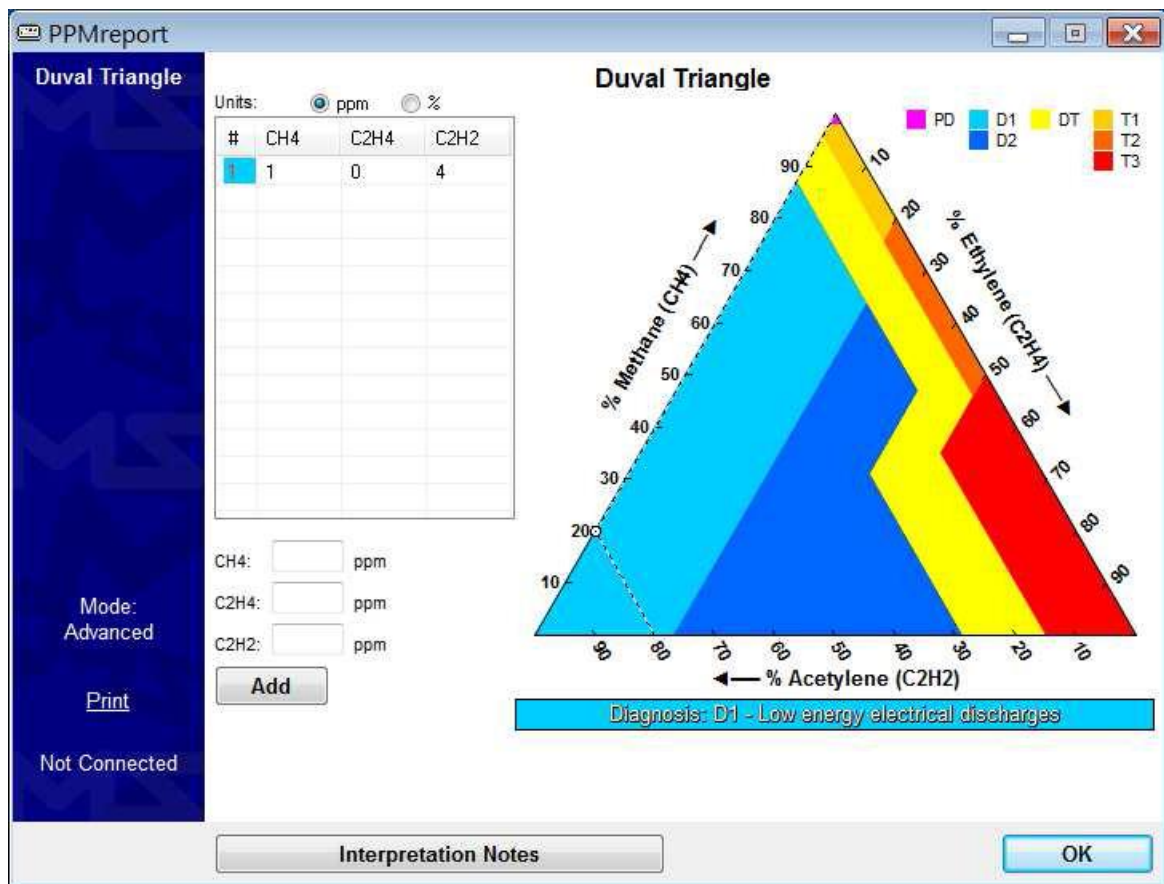 PPMreport
Duval Triangle
Mode:
Advanced
Print
Not Connected
Units: ppm %
# CH4 C2H4 C2H2
1 1 0 4
CH4: ppm
C2H4: ppm
C2H2: ppm
Add
Duval Triangle
PD D1 DT T1
D2 T2
T3
% Methane (CH4)
10
20
30
40
50
60
70
80
90
% Ethylene (C2H4)
10
20
30
40
50
60
70
80
90
90 80 70 60 50 40 30 20 10
% Acetylene (C2H2)
Diagnosis: D1 - Low energy electrical discharges
Interpretation Notes
OK